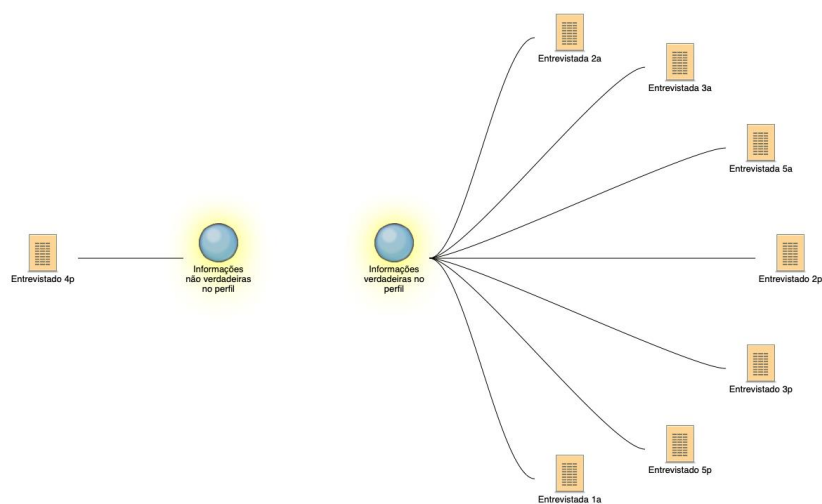 Entrevistada 2a
Entrevistada 3a
Entrevistada 5a
Entrevistado 4p
Informações
não verdadeiras
no perfil
Informações
verdadeiras no
perfil
Entrevistado 2p
Entrevistado 3p
Entrevistado 5p
Entrevistada 1a